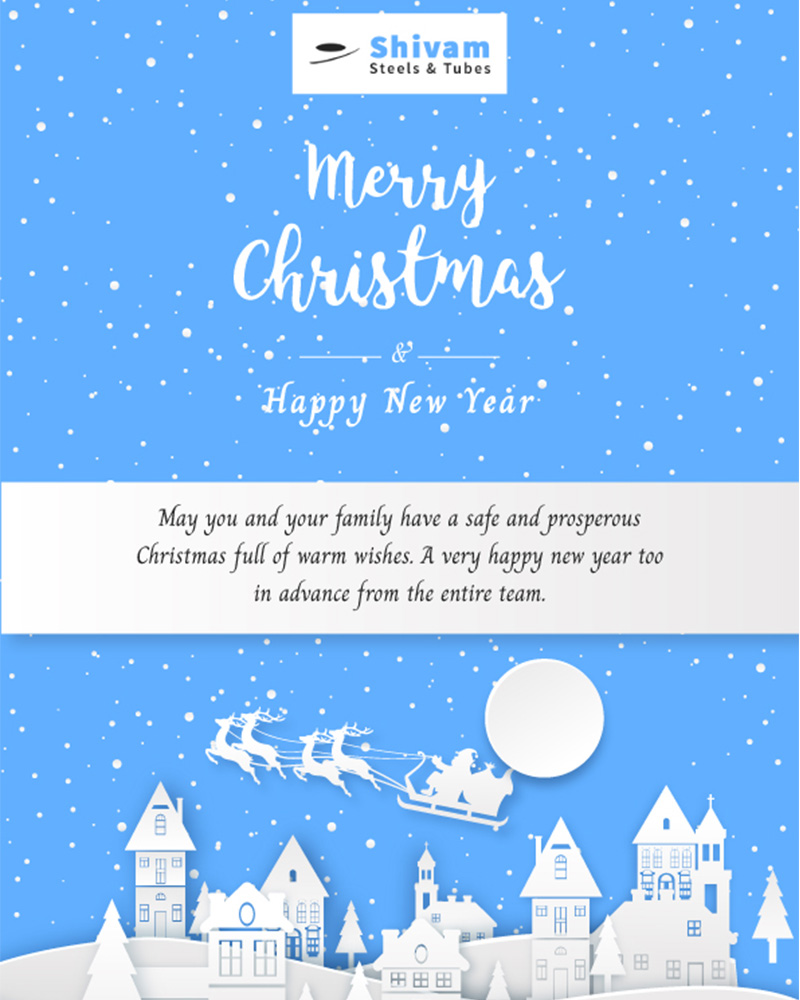 Shivam
Steels & Tubes
Merry
Christmas
&
Happy New Year
May you and your family have a safe and prosperous
Christmas full of warm wishes. A very happy new year too
in advance from the entire team.